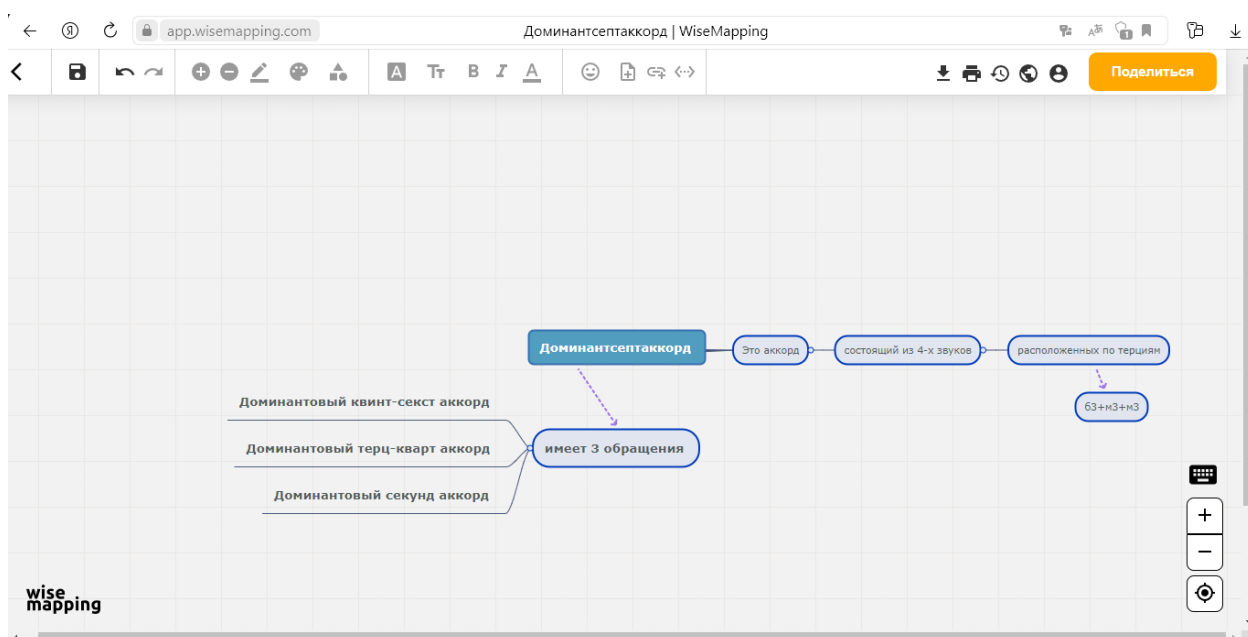 app.wisemapping.com
Доминантсептаккорд | WiseMapping
Поделиться
Доминантсептаккорд
Это аккорд
состоящий из 4-х звуков
расположенных по терциям
б3+м3+м3
Доминантовый квинт-секст аккорд
Доминантовый терц-кварт аккорд
имеет 3 обращения
Доминантовый секунд аккорд
wise
mapping